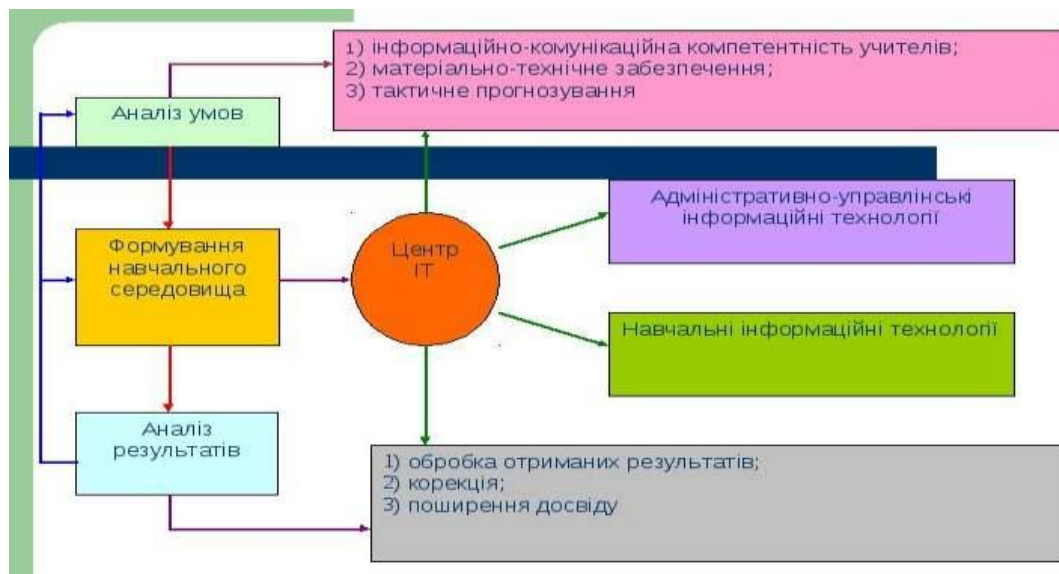 1) інформаційно-комунікаційна компетентність учителів;
2) матеріально-технічне забезпечення;
3) тактичне прогнозування
Аналіз умов
Адміністративно-управлінські
інформаційні технології
Формування
навчального
середовища
Центр
ІТ
Навчальні інформаційні технології
Аналіз
результатів
1) обробка отриманих результатів;
2) корекція;
3) поширення досвіду